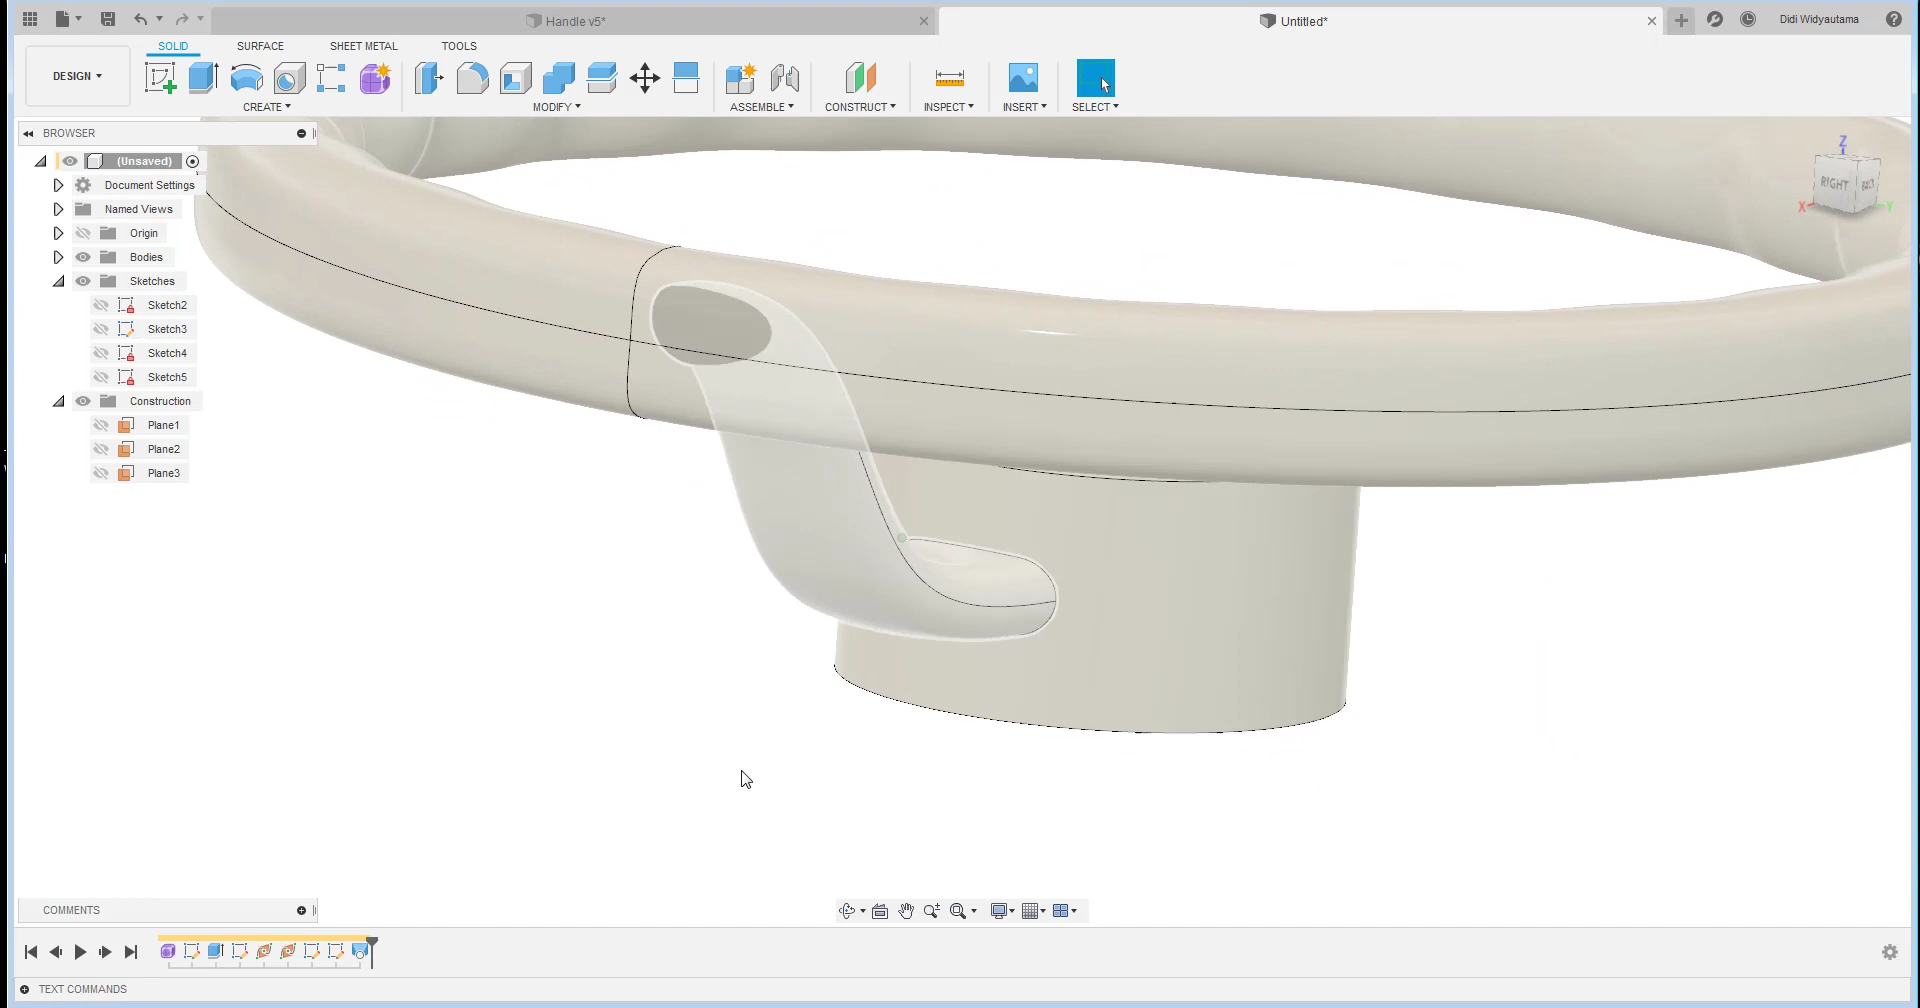 Handle v5*
Untitled*
Didi Widyautama
SOLID
SURFACE
SHEET METAL
TOOLS
DESIGN
CREATE
MODIFY
ASSEMBLE
CONSTRUCT
INSPECT
INSERT
SELECT
BROWSER
Z
RIGHT
BACK
X
Y
(Unsaved)
Document Settings
Named Views
Origin
Bodies
Sketches
Sketch2
Sketch3
Sketch4
Sketch5
Construction
Plane1
Plane2
Plane3
COMMENTS
TEXT COMMANDS